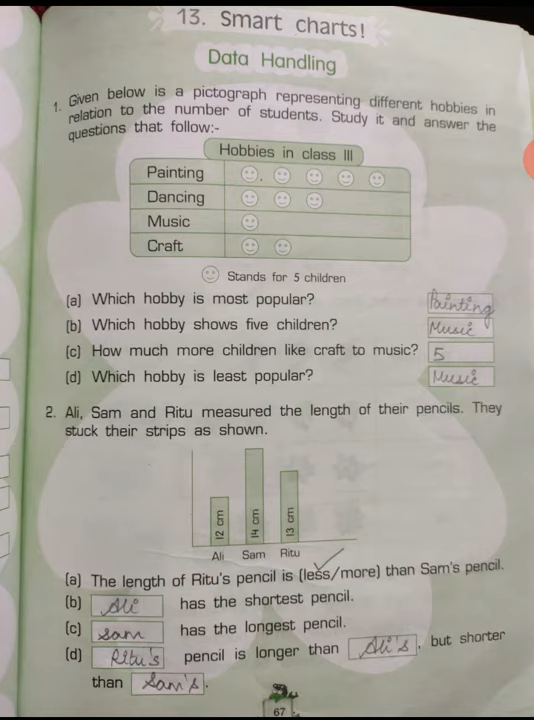 13. Smart charts!
Data Handling
1. Given below is a pictograph representing different hobbies in
relation to the number of students. Study it and answer the
questions that follow:-
Hobbies in class III
Painting
Dancing
Music
Craft
Stands for 5 children
(a) Which hobby is most popular? Painting
(b) Which hobby shows five children? Music
(c) How much more children like craft to music? 5
(d) Which hobby is least popular? Music
2. Ali, Sam and Ritu measured the length of their pencils. They
stuck their strips as shown.
12 cm 14 cm 13 cm
Ali Sam Ritu
(a) The length of Ritu's pencil is (less/more) than Sam's pencil.
(b) Ali has the shortest pencil.
(c) Sam has the longest pencil.
(d) Ritu's pencil is longer than Ali's, but shorter
than Sam's.
67